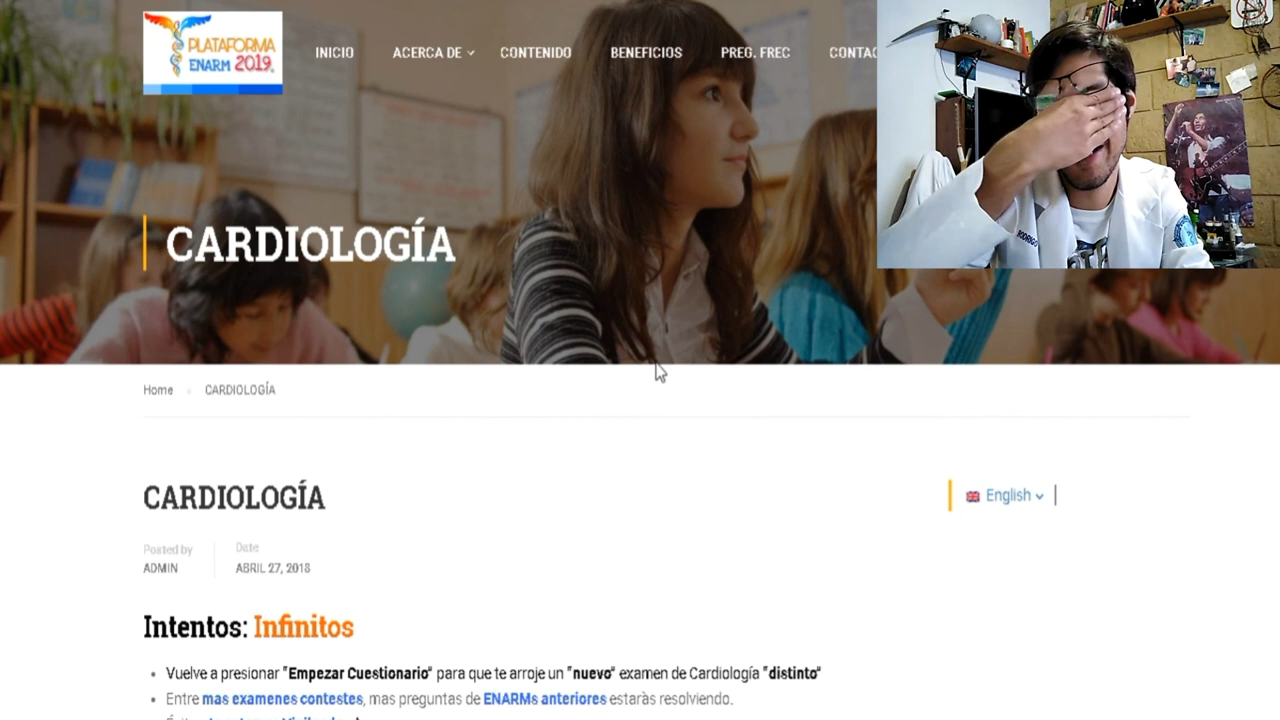 PLATAFORMA
ENARM 2019
INICIO
ACERCA DE
CONTENIDO
BENEFICIOS
PREG. FREC
CONTAC
RODRIGO
CARDIOLOGÍA
Home
CARDIOLOGÍA
CARDIOLOGÍA
English
Posted by
ADMIN
Date
ABRIL 27, 2018
Intentos: Infinitos
Vuelve a presionar "Empezar Cuestionario" para que te arroje un "nuevo" examen de Cardiología "distinto"
Entre mas examenes contestes, mas preguntas de ENARMs anteriores estaràs resolviendo.